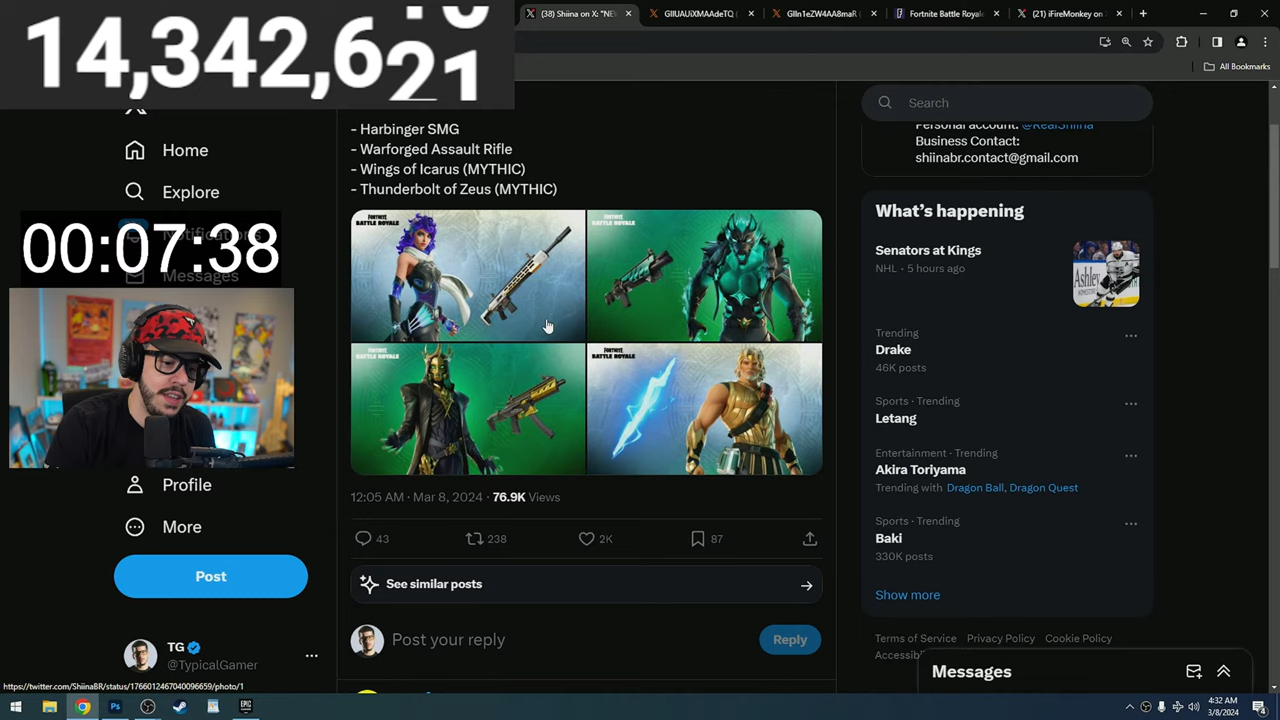 14,342,6
21
(38) Shiina on X: "NE
GIIUAUiXMAAdeTQ (
GIIn1eZW4AA8maR (
Fortnite Battle Royale
(21) iFireMonkey on
All Bookmarks
00:07:38
Home
Explore
Notifications
Messages
Profile
More
Post
TG
@TypicalGamer
- Harbinger SMG
- Warforged Assault Rifle
- Wings of Icarus (MYTHIC)
- Thunderbolt of Zeus (MYTHIC)
FORTNITE
BATTLE ROYALE
FORTNITE
BATTLE ROYALE
FORTNITE
BATTLE ROYALE
FORTNITE
BATTLE ROYALE
12:05 AM · Mar 8, 2024 · 76.9K Views
43 238 2K 87
See similar posts
Post your reply
Reply
Search
Personal account: @RealShiina
Business Contact:
shiinabr.contact@gmail.com
What's happening
Senators at Kings
NHL · 5 hours ago
Trending
Drake
46K posts
Sports · Trending
Letang
Entertainment · Trending
Akira Toriyama
Trending with Dragon Ball, Dragon Quest
Sports · Trending
Baki
330K posts
Show more
Terms of Service Privacy Policy Cookie Policy
Messages
https://twitter.com/ShiinaBR/status/1766012467040096659/photo/1
EPIC
4:32 AM
3/8/2024